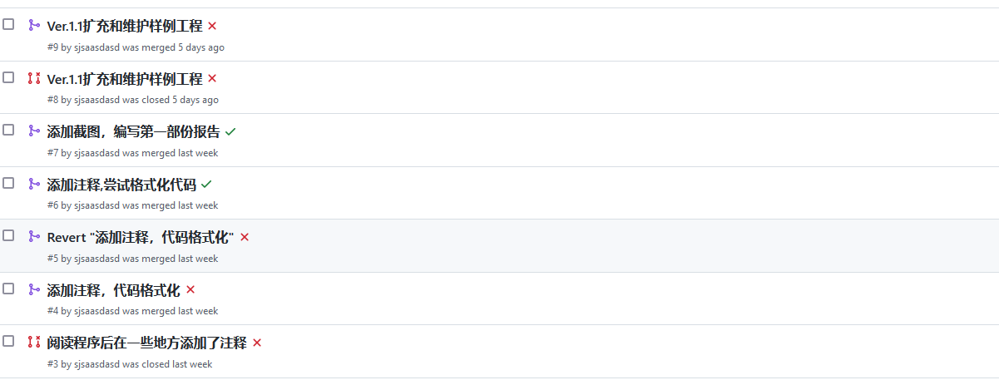 Ver.1.1扩充和维护样例工程
#9 by sjsaasdasd was merged 5 days ago
Ver.1.1扩充和维护样例工程
#8 by sjsaasdasd was closed 5 days ago
添加截图，编写第一部份报告
#7 by sjsaasdasd was merged last week
添加注释,尝试格式化代码
#6 by sjsaasdasd was merged last week
Revert "添加注释，代码格式化"
#5 by sjsaasdasd was merged last week
添加注释，代码格式化
#4 by sjsaasdasd was merged last week
阅读程序后在一些地方添加了注释
#3 by sjsaasdasd was closed last week